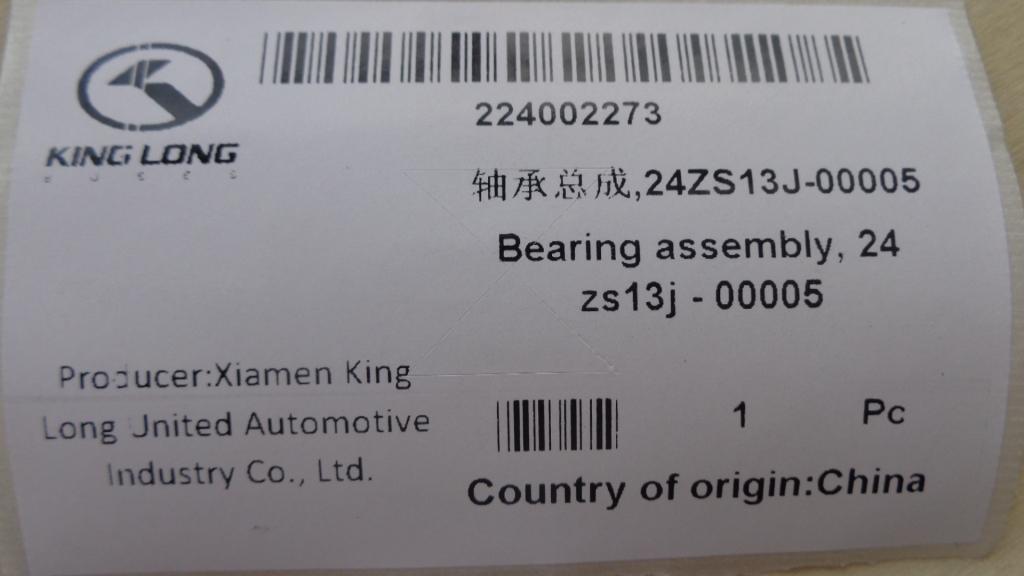 KING LONG
224002273
轴承总成,24ZS13J-00005
Bearing assembly, 24
zs13j - 00005
Producer:Xiamen King
Long United Automotive
Industry Co., Ltd.
1 Pc
Country of origin:China